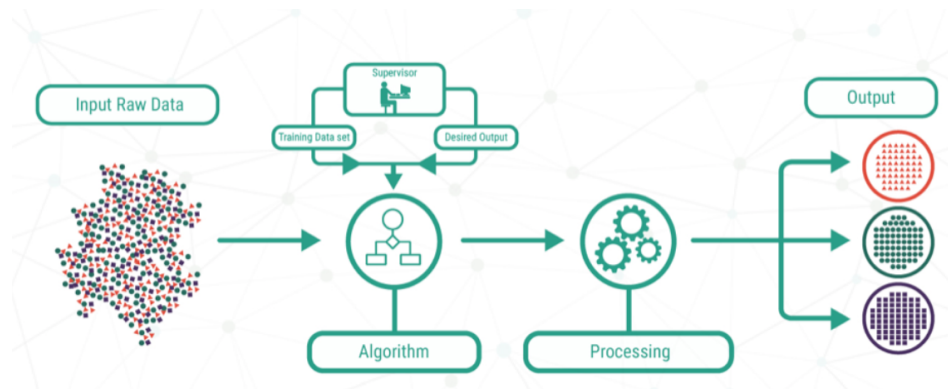 Input Raw Data
Supervisor
Training Data set
Desired Output
Output
Algorithm
Processing